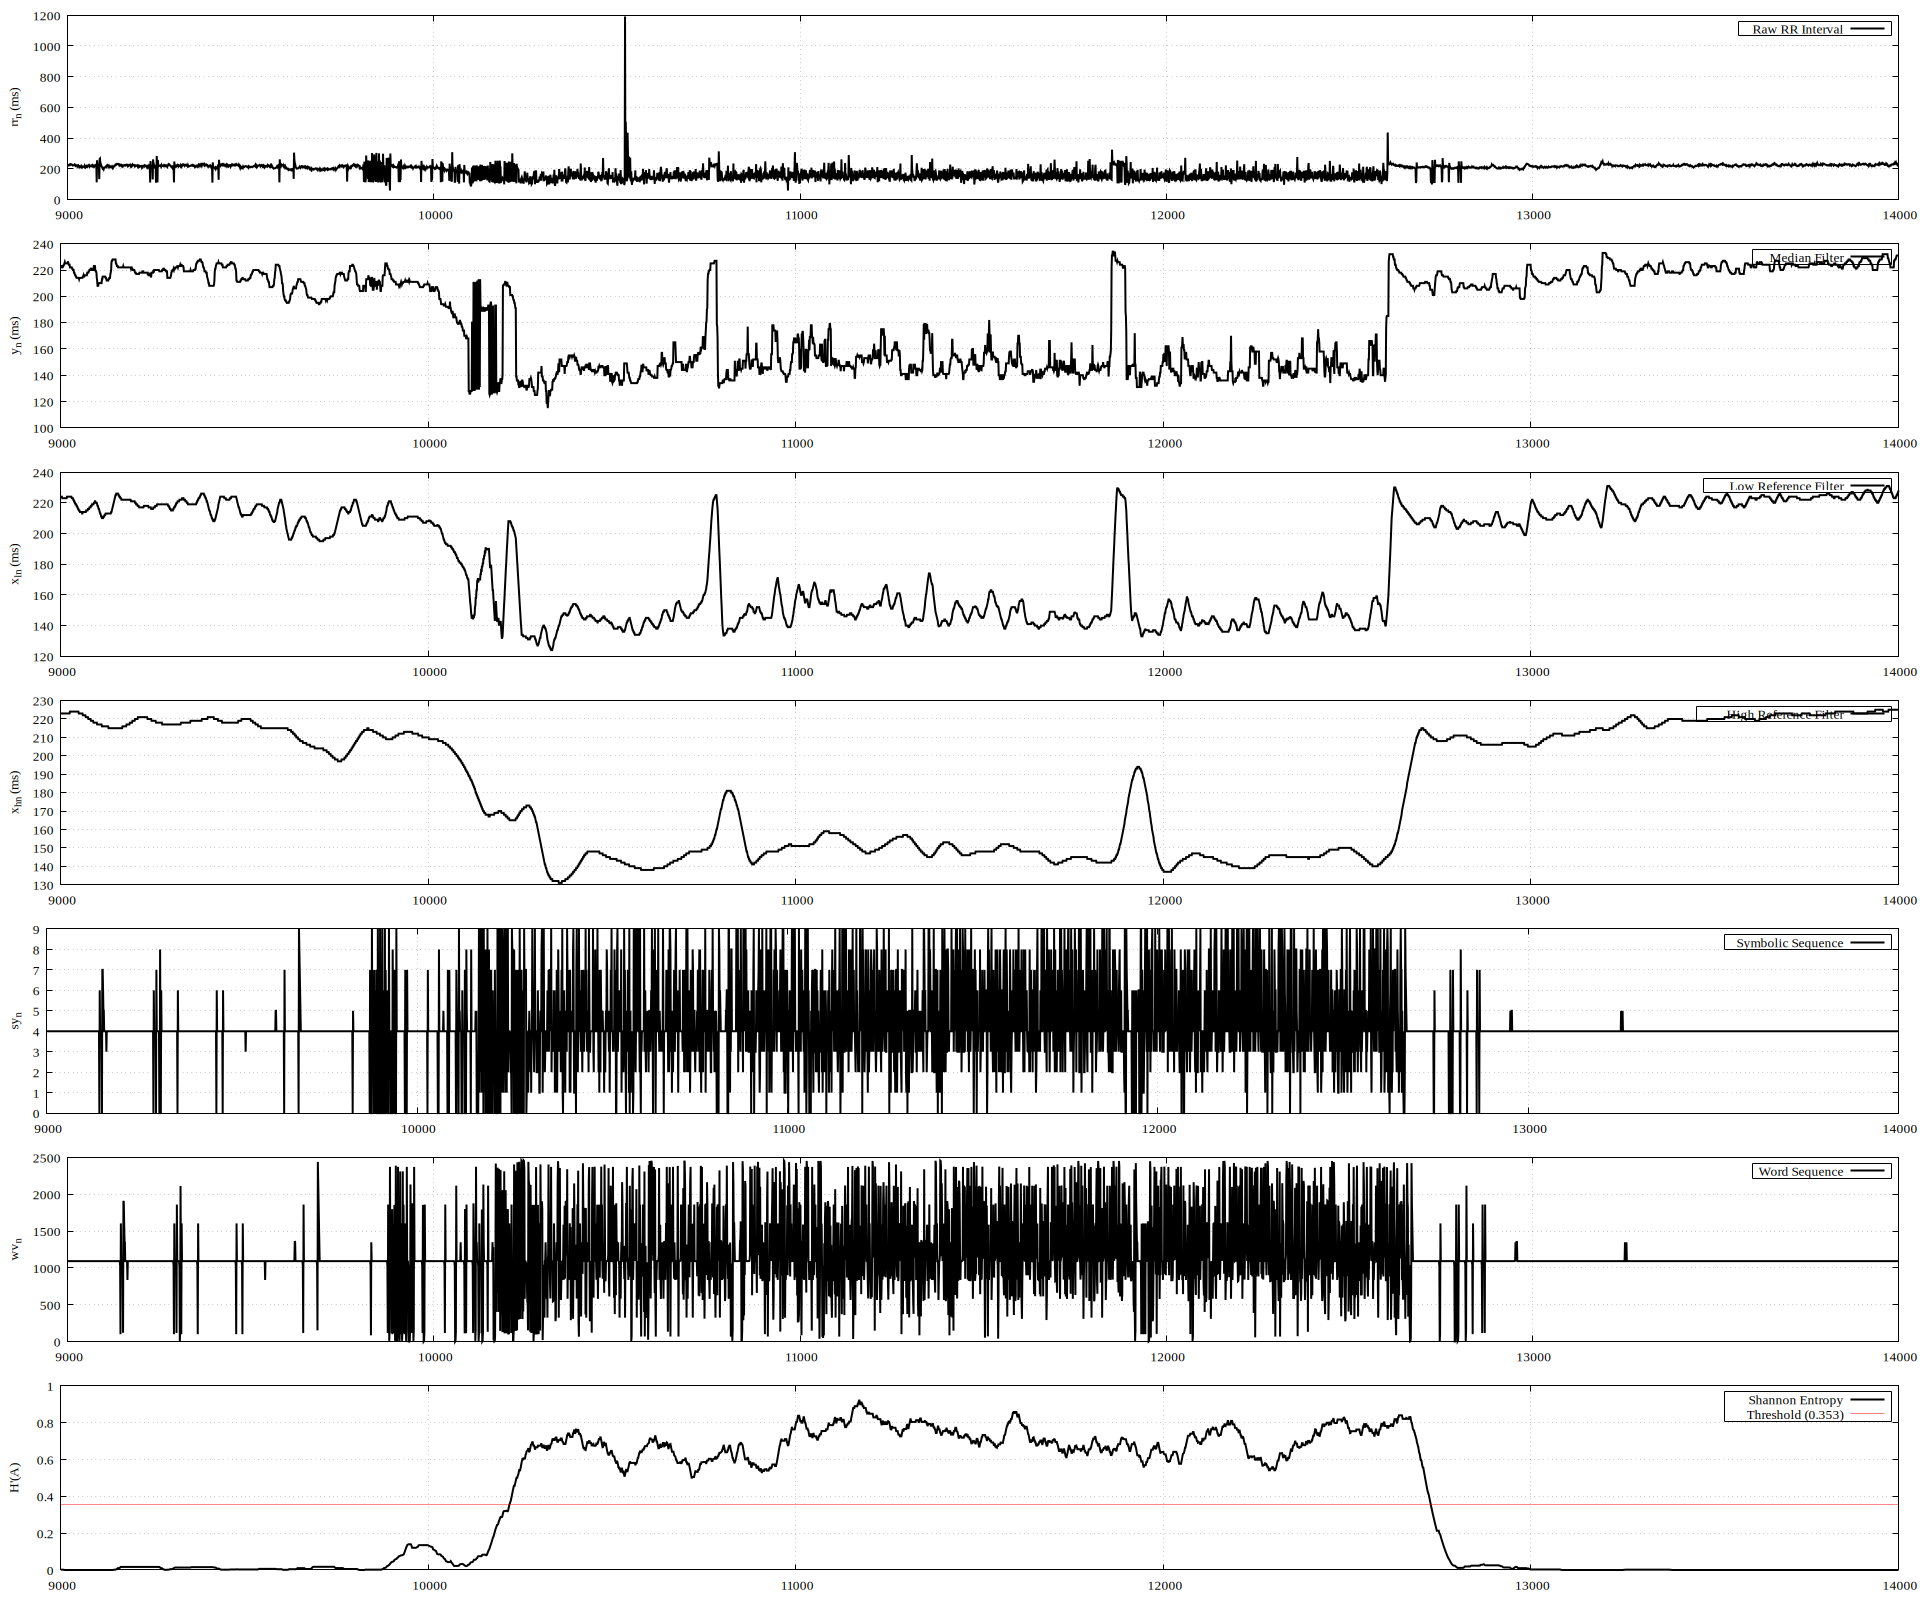 1200
1000
800
600
400
200
0
rrn (ms)
Raw RR Interval
9000 10000 11000 12000 13000 14000
240
220
200
180
160
140
120
100
yn (ms)
Median Filter
9000 10000 11000 12000 13000 14000
240
220
200
180
160
140
120
xln (ms)
Low Reference Filter
9000 10000 11000 12000 13000 14000
230
220
210
200
190
180
170
160
150
140
130
xhn (ms)
High Reference Filter
9000 10000 11000 12000 13000 14000
9
8
7
6
5
4
3
2
1
0
syn
Symbolic Sequence
9000 10000 11000 12000 13000 14000
2500
2000
1500
1000
500
0
wvn
Word Sequence
9000 10000 11000 12000 13000 14000
1
0.8
0.6
0.4
0.2
0
H'(A)
Shannon Entropy
Threshold (0.353)
9000 10000 11000 12000 13000 14000